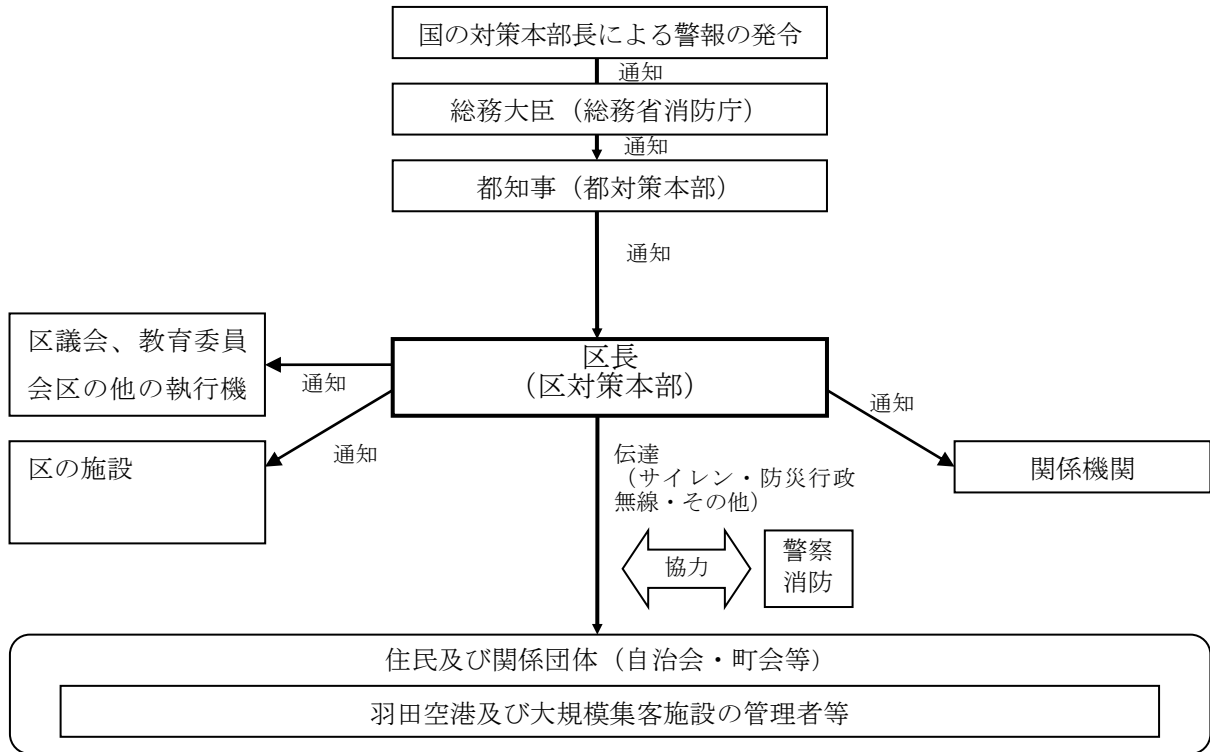 国の対策本部長による警報の発令
通知
総務大臣（総務省消防庁）
通知
都知事（都対策本部）
通知
区議会、教育委員
会区の他の執行機
通知
区長
（区対策本部）
通知
区の施設
通知
伝達
（サイレン・防災行政
無線・その他）
関係機関
協力
警察
消防
住民及び関係団体（自治会・町会等）
羽田空港及び大規模集客施設の管理者等